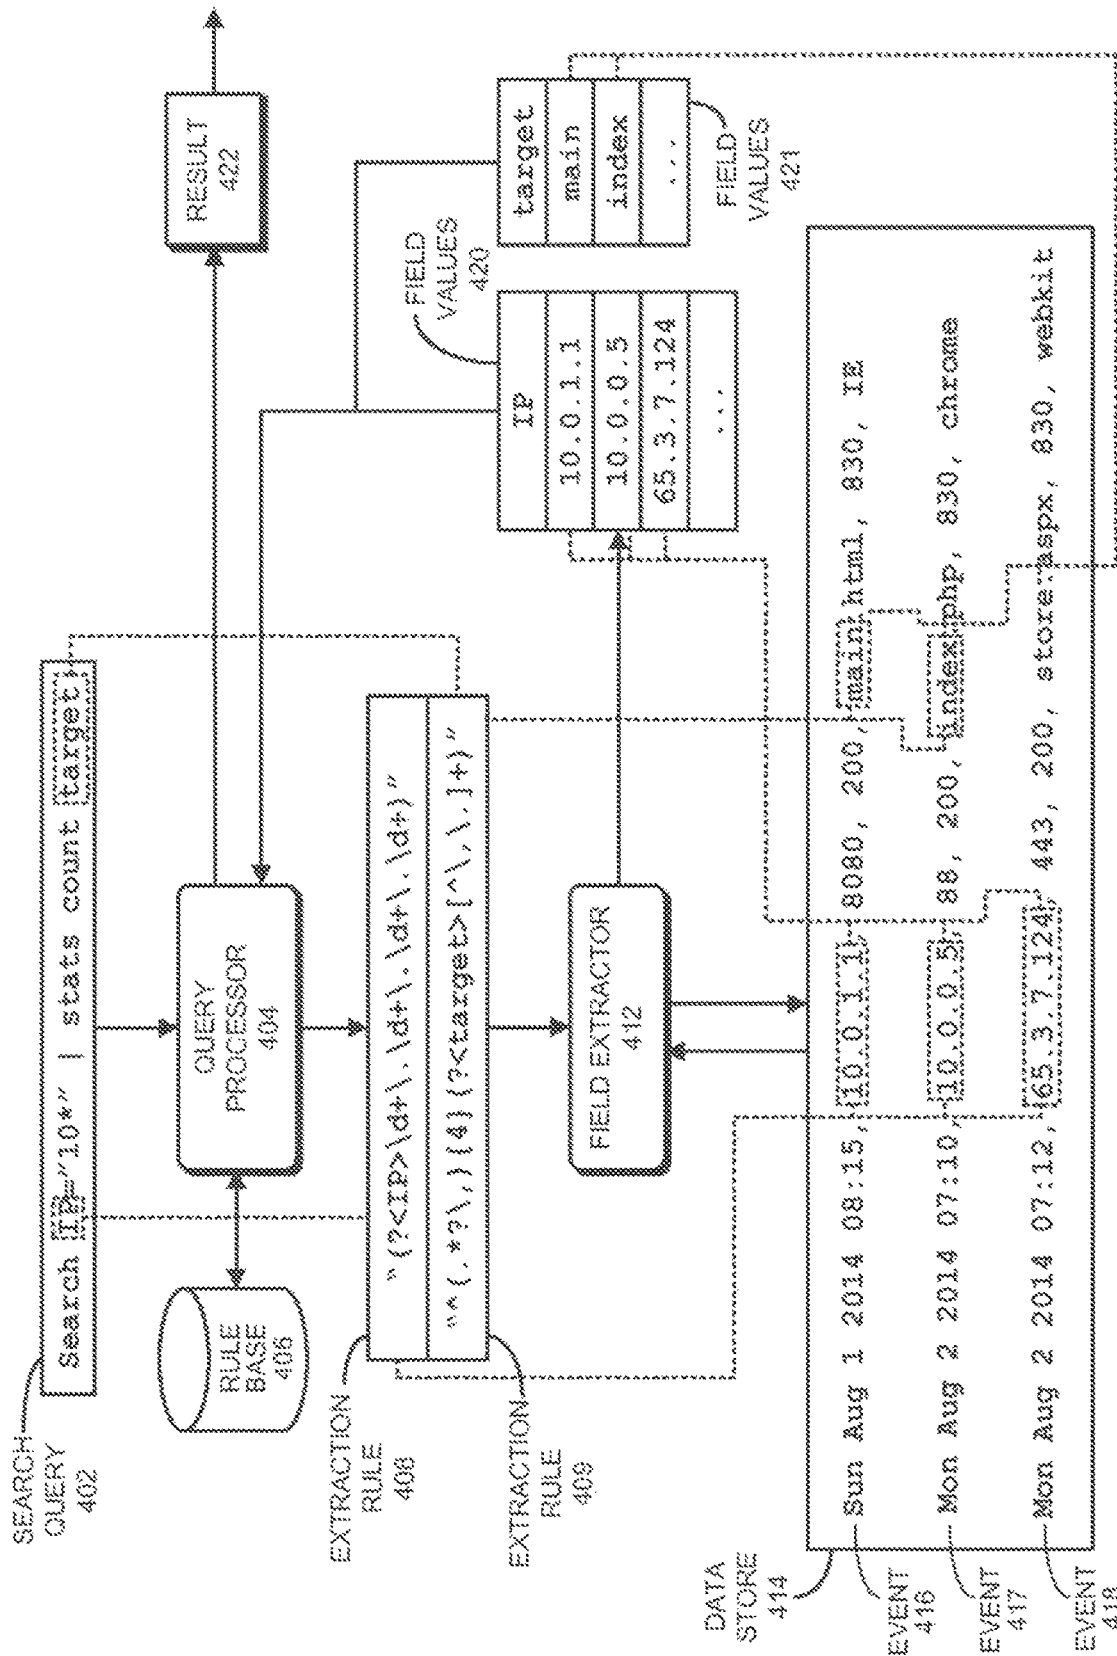 SEARCH
QUERY
402
Search IP="10*" | stats count target
RULE
BASE
406
QUERY
PROCESSOR
404
RESULT
422
EXTRACTION
RULE
408
"(?<IP>\d+\.\d+\.\d+\.\d+)"
EXTRACTION
RULE
409
"^(.*?\,){4}(?<target>[^\,\.]+)"
FIELD EXTRACTOR
412
FIELD
VALUES
420
IP
10.0.1.1
10.0.0.5
65.3.7.124
...
target
main
index
...
FIELD
VALUES
421
DATA
STORE
414
EVENT
416
Sun Aug 1 2014 08:15, 10.0.1.1, 8080, 200, main html, 830, IE
EVENT
417
Mon Aug 2 2014 07:10, 10.0.0.5, 88, 200, index php, 830, chrome
EVENT
418
Mon Aug 2 2014 07:12, 65.3.7.124, 443, 200, store.aspx, 830, webkit